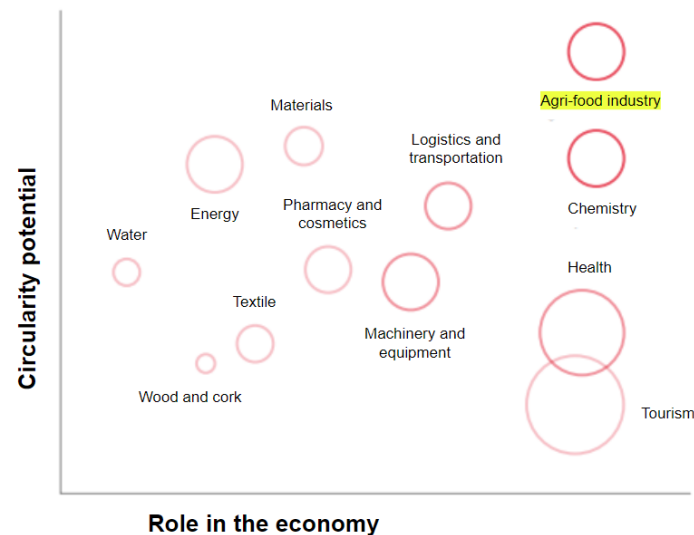 Agri-food industry
Materials
Logistics and
transportation
Energy
Pharmacy and
cosmetics
Chemistry
Water
Health
Textile
Machinery and
equipment
Wood and cork
Tourism
Circularity potential
Role in the economy